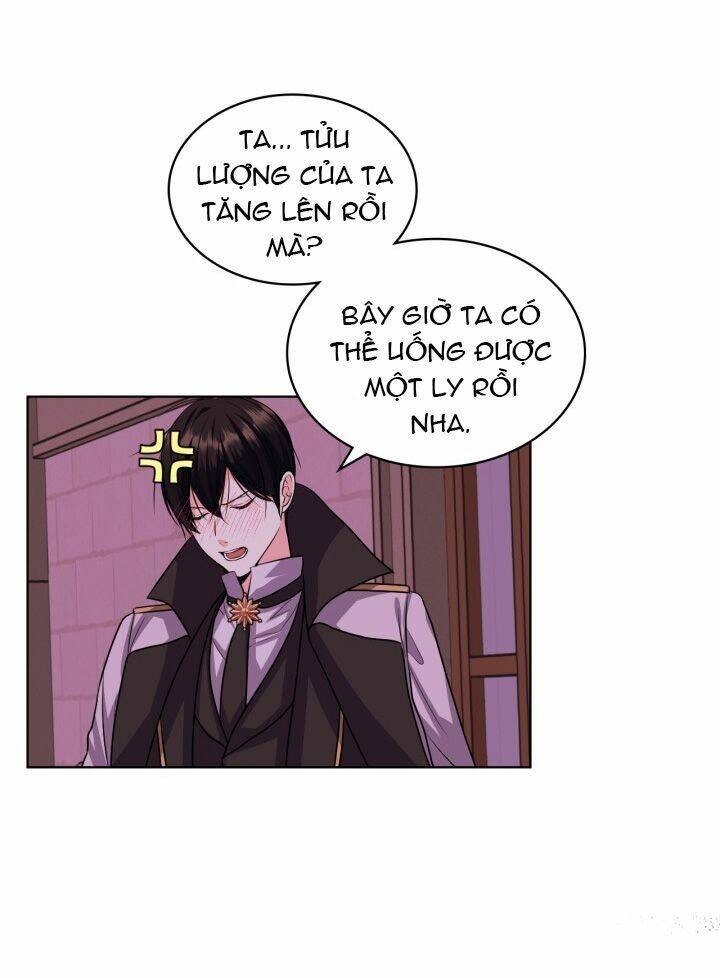 TA... TỬU
LƯỢNG CỦA TA
TĂNG LÊN RỒI
MÀ?
BÂY GIỜ TA CÓ
THỂ UỐNG ĐƯỢC
MỘT LY RỒI
NHA.